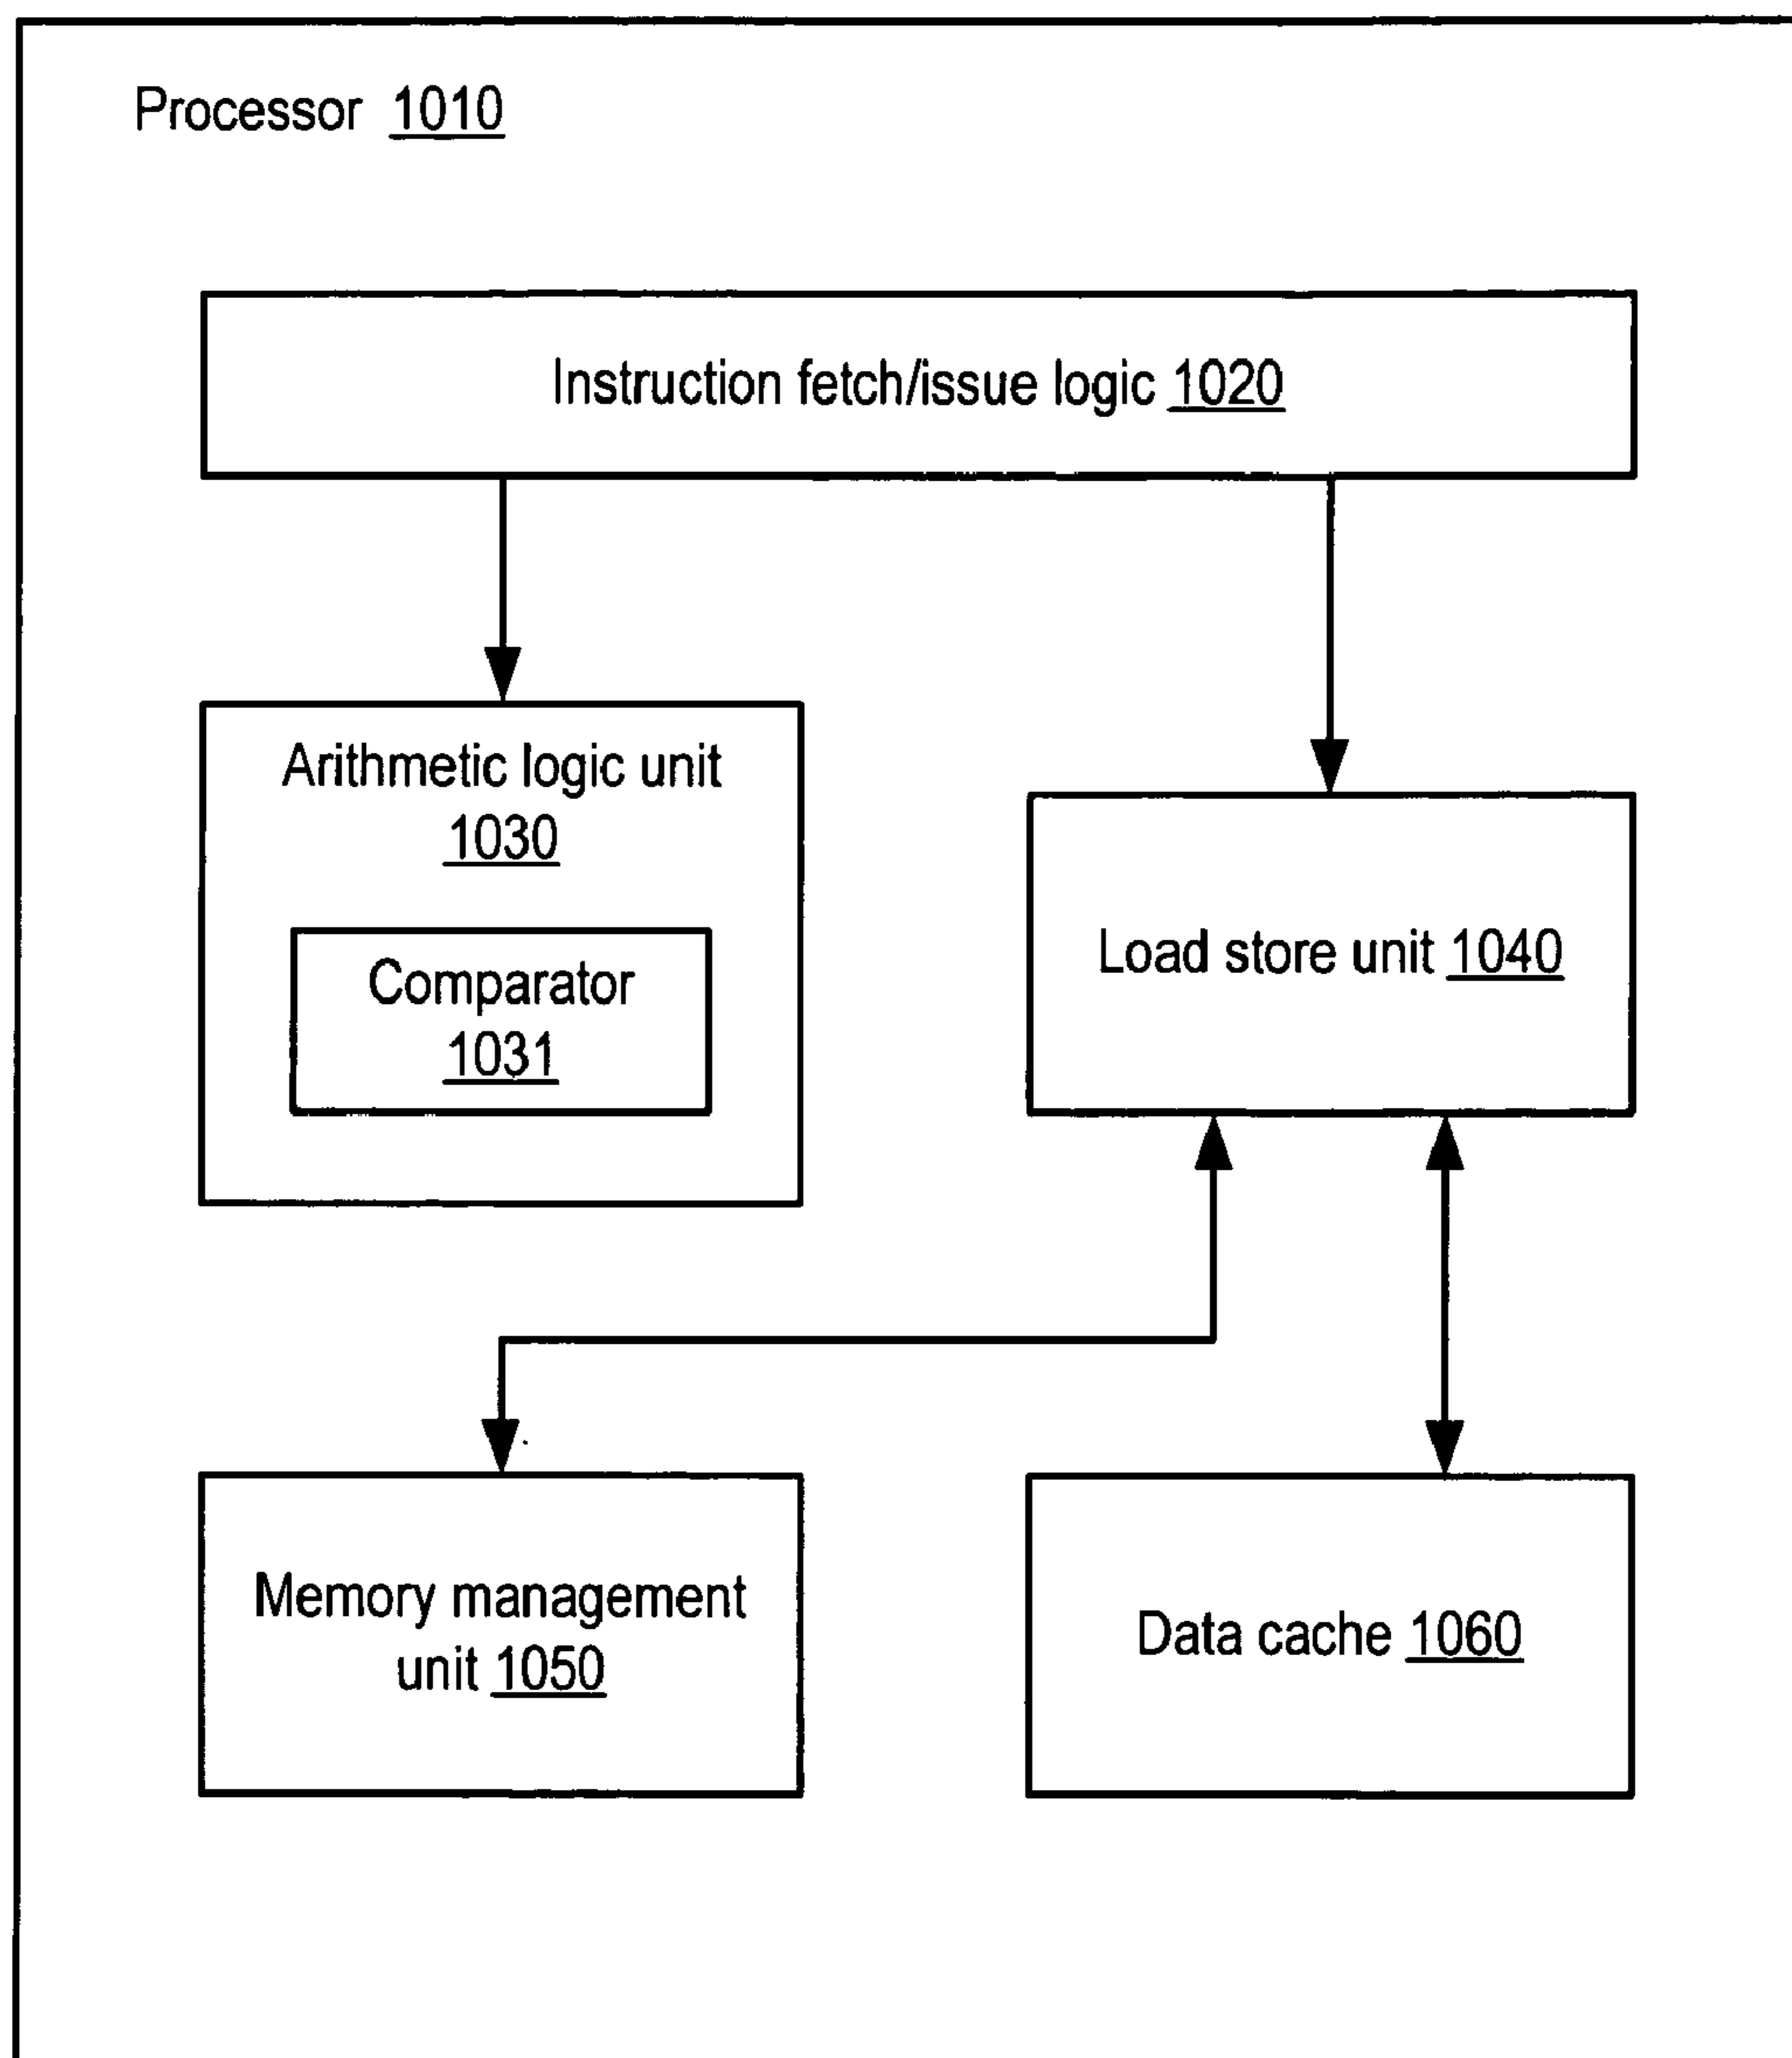 Processor 1010
Instruction fetch/issue logic 1020
Arithmetic logic unit
1030
Comparator
1031
Load store unit 1040
Memory management
unit 1050
Data cache 1060